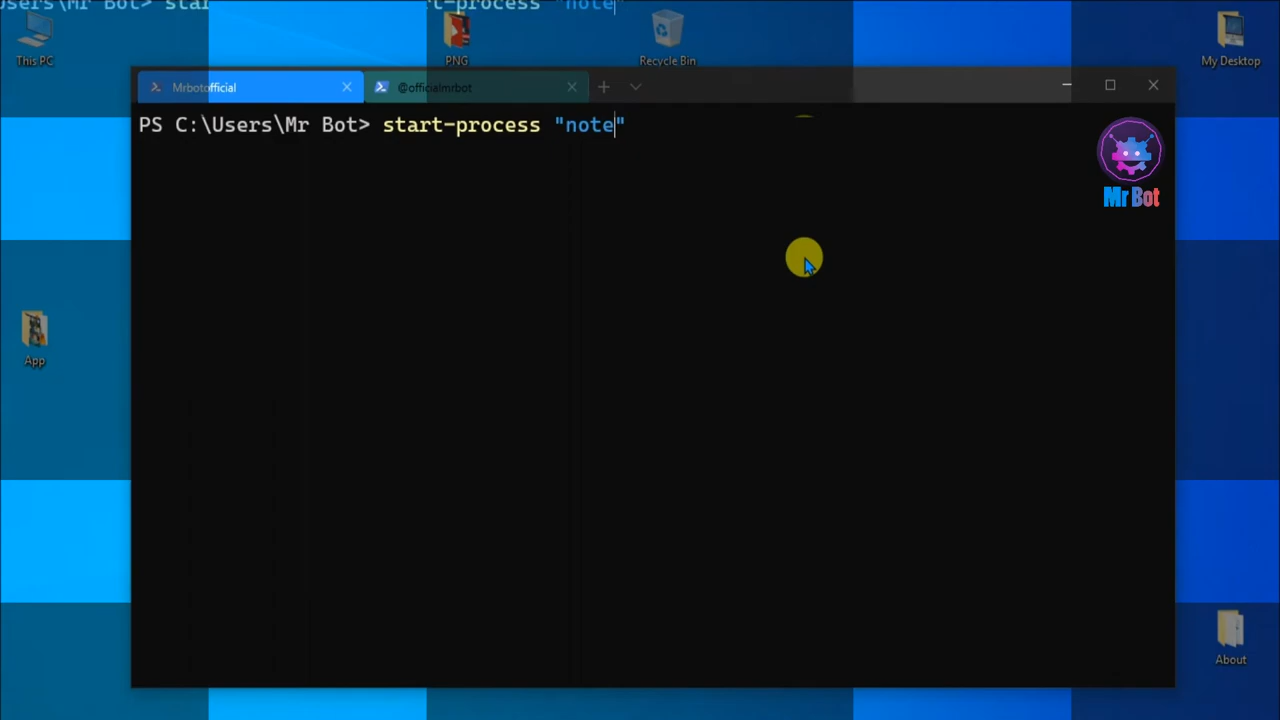 sers\Mr Bot> star
start-process "note"
This PC
PNG
Recycle Bin
My Desktop
Mrbotofficial
@officialmrbot
PS C:\Users\Mr Bot> start-process "note"
Mr Bot
App
About